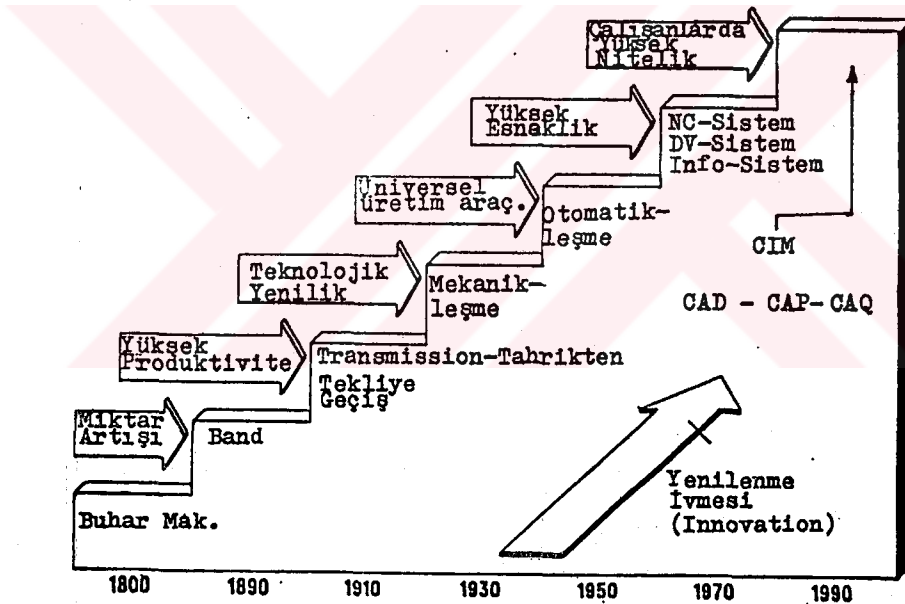 Çalışanlarda
Yüksek
Nitelik
Yüksek
Esnaklik
NC-Sistem
DV-Sistem
Info-Sistem
Üniversel
üretim araç.
Otomatik-
leşme
CIM
Teknolojik
Yenilik
Mekanik-
leşme
CAD - CAP-CAQ
Yüksek
Produktivite
Transmission-Tahrikten
Tekliye
Geçiş
Miktar
Artışı
Band
Yenilenme
İvmesi
(Innovation)
Buhar Mak.
1800 1890 1910 1930 1950 1970 1990